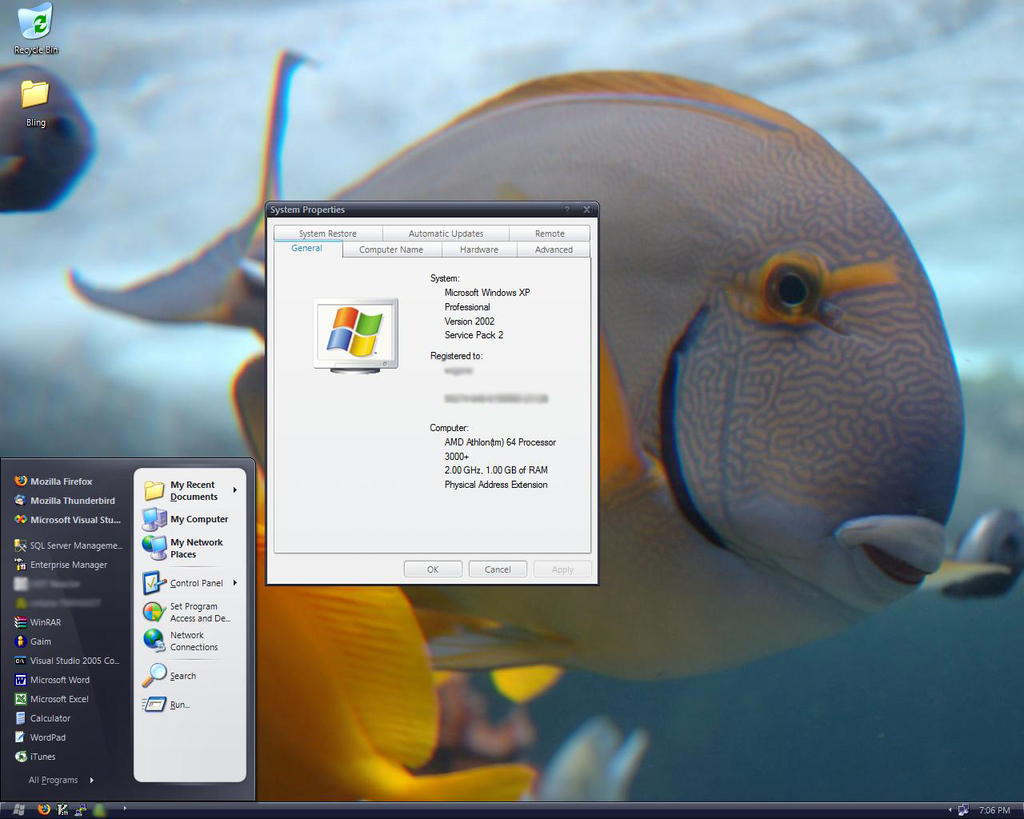 Recycle Bin
Bling
System Properties
System Restore
Automatic Updates
Remote
General
Computer Name
Hardware
Advanced
System:
Microsoft Windows XP
Professional
Version 2002
Service Pack 2
Registered to:
Computer:
AMD Athlon(tm) 64 Processor
3000+
2.00 GHz, 1.00 GB of RAM
Physical Address Extension
OK
Cancel
Apply
Mozilla Firefox
Mozilla Thunderbird
Microsoft Visual Stu...
SQL Server Manageme...
Enterprise Manager
WinRAR
Gaim
Visual Studio 2005 Co...
Microsoft Word
Microsoft Excel
Calculator
WordPad
iTunes
All Programs
My Recent
Documents
My Computer
My Network
Places
Control Panel
Set Program
Access and De...
Network
Connections
Search
Run...
7:06 PM